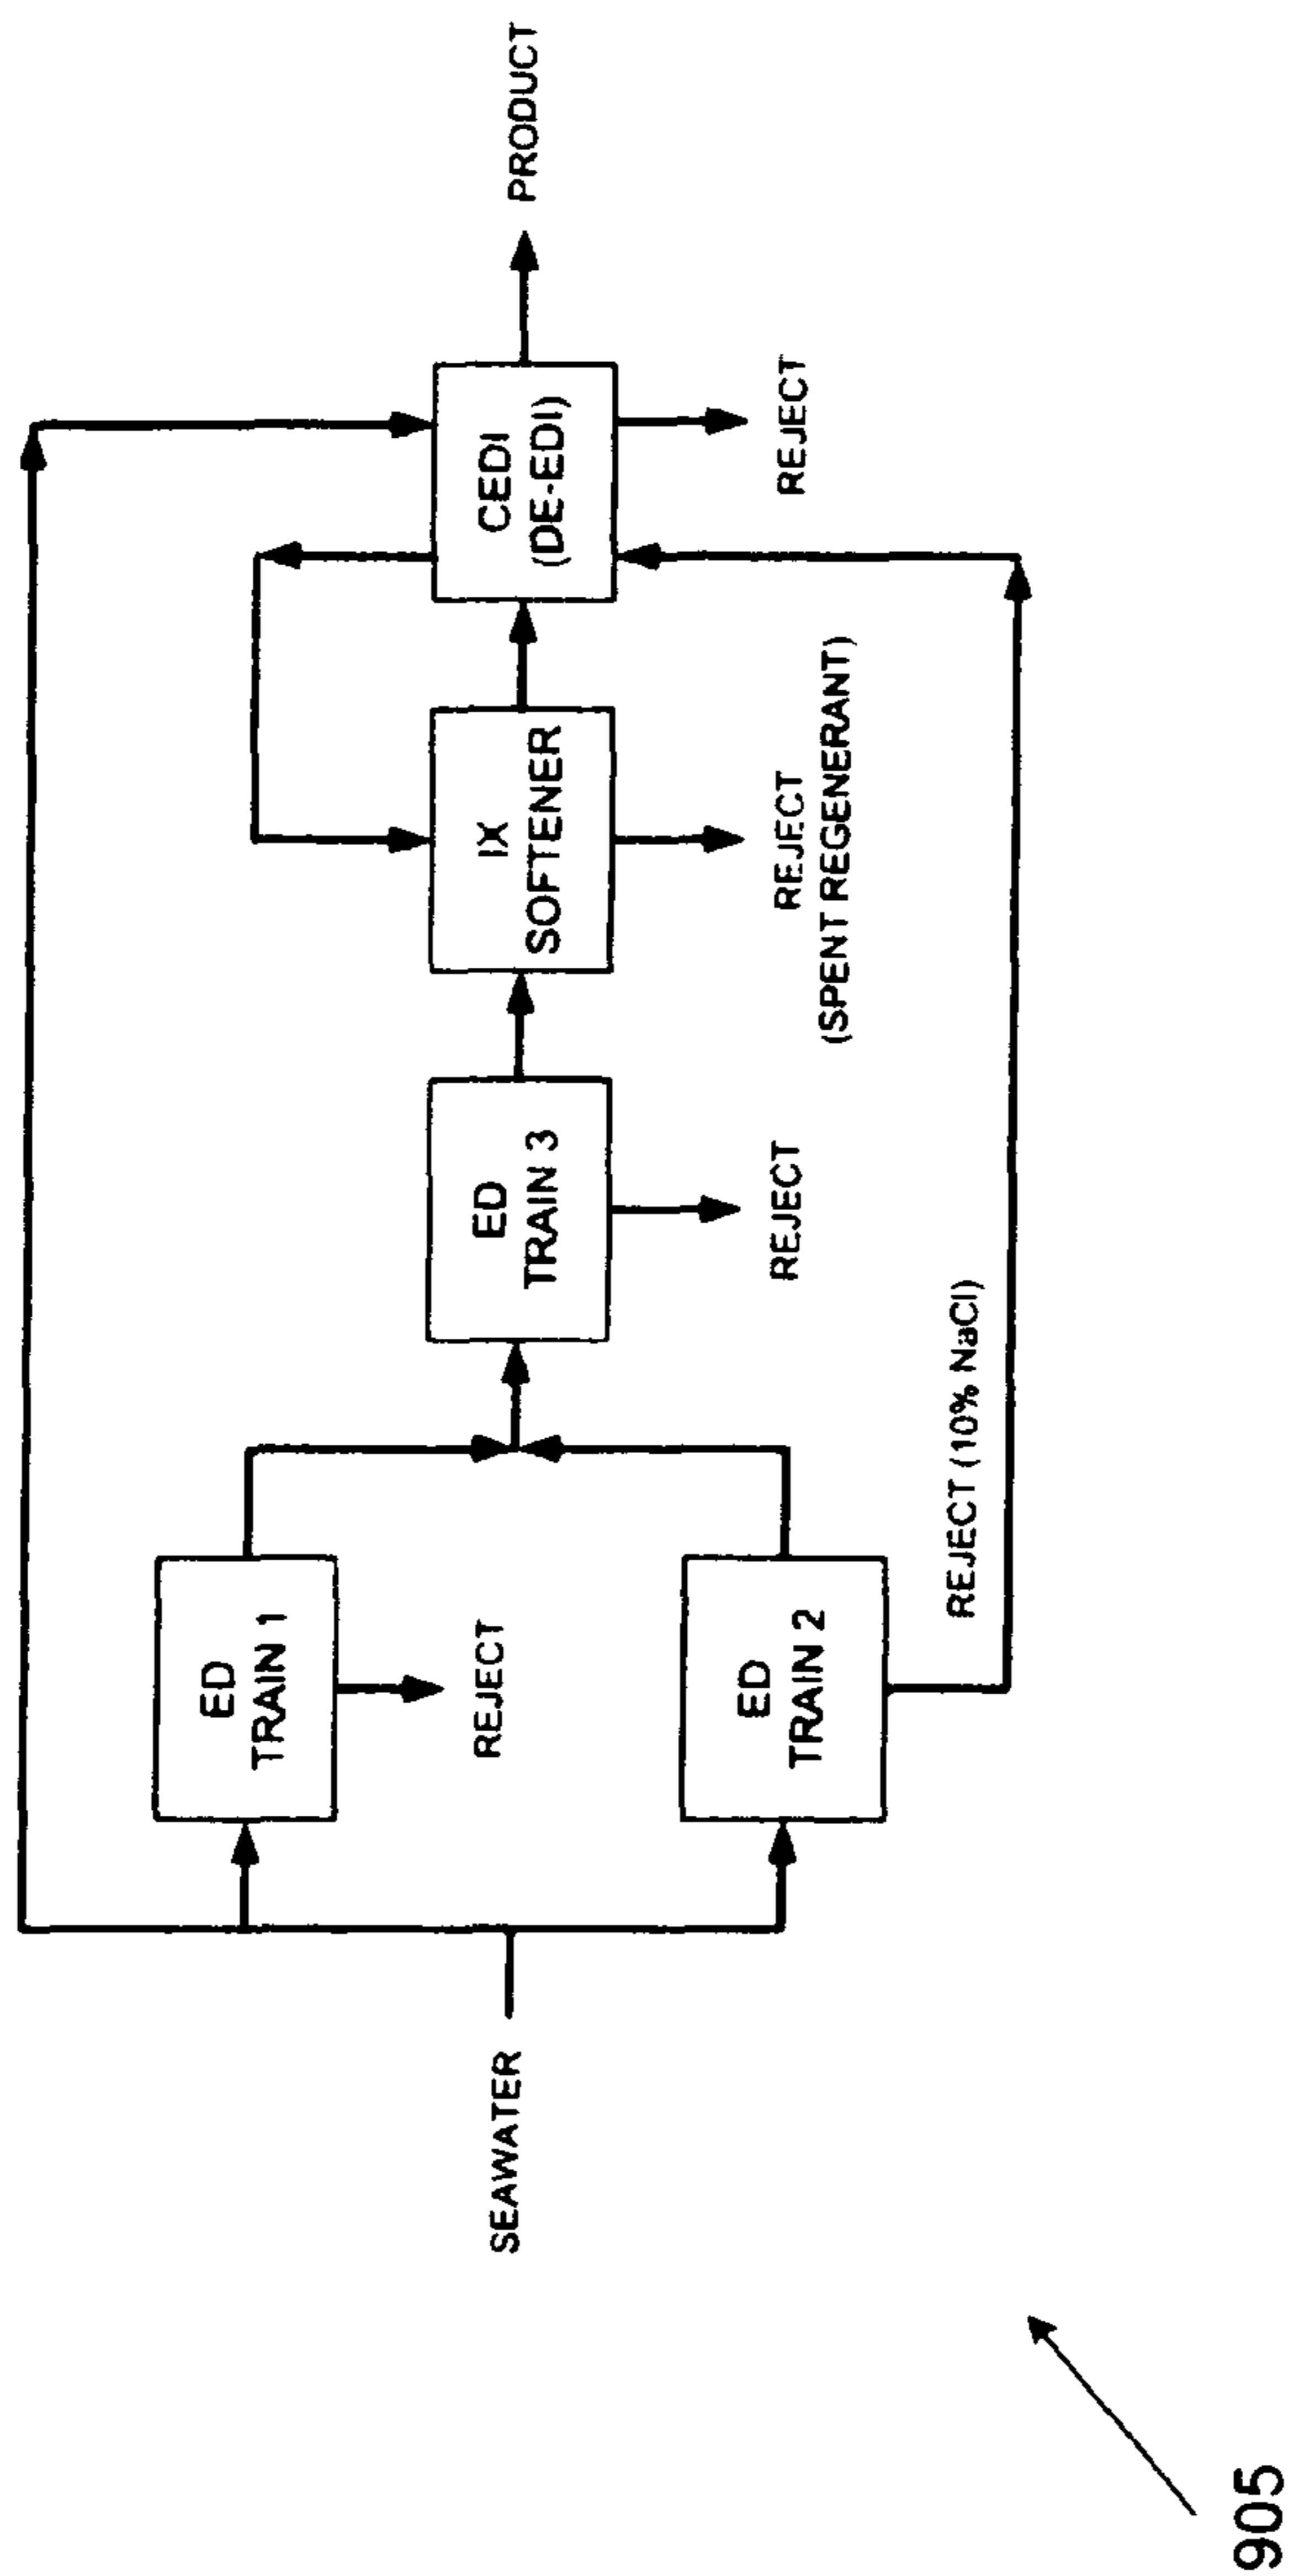 SEAWATER
ED
TRAIN 1
REJECT
ED
TRAIN 2
REJECT (10% NaCl)
ED
TRAIN 3
REJECT
IX
SOFTENER
REJECT
(SPENT REGENERANT)
CEDI
(DE-EDI)
REJECT
PRODUCT
905